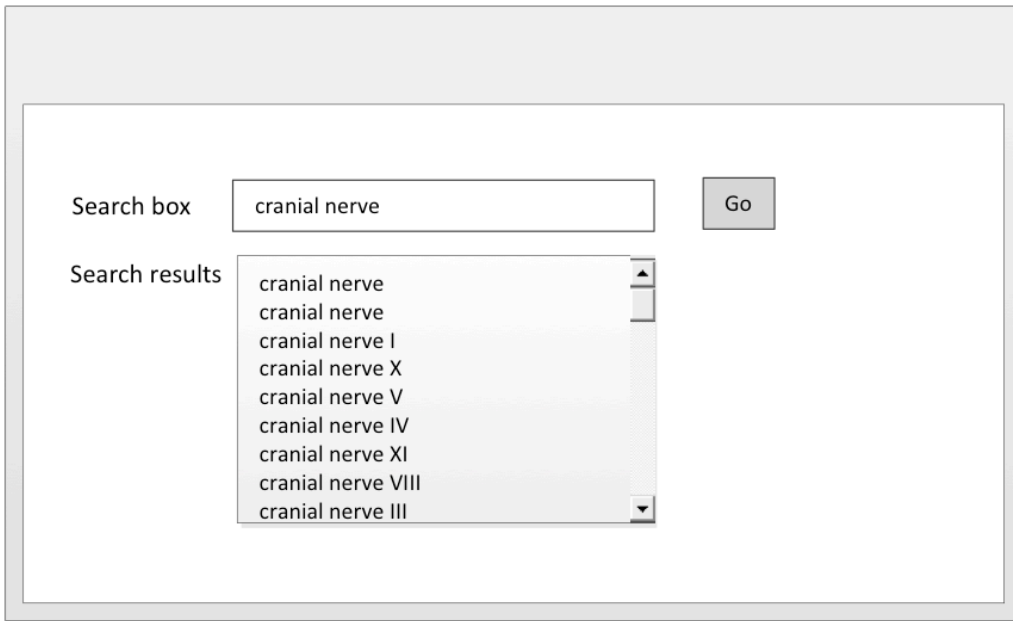 Search box cranial nerve Go
Search results
cranial nerve
cranial nerve
cranial nerve I
cranial nerve X
cranial nerve V
cranial nerve IV
cranial nerve XI
cranial nerve VIII
cranial nerve III